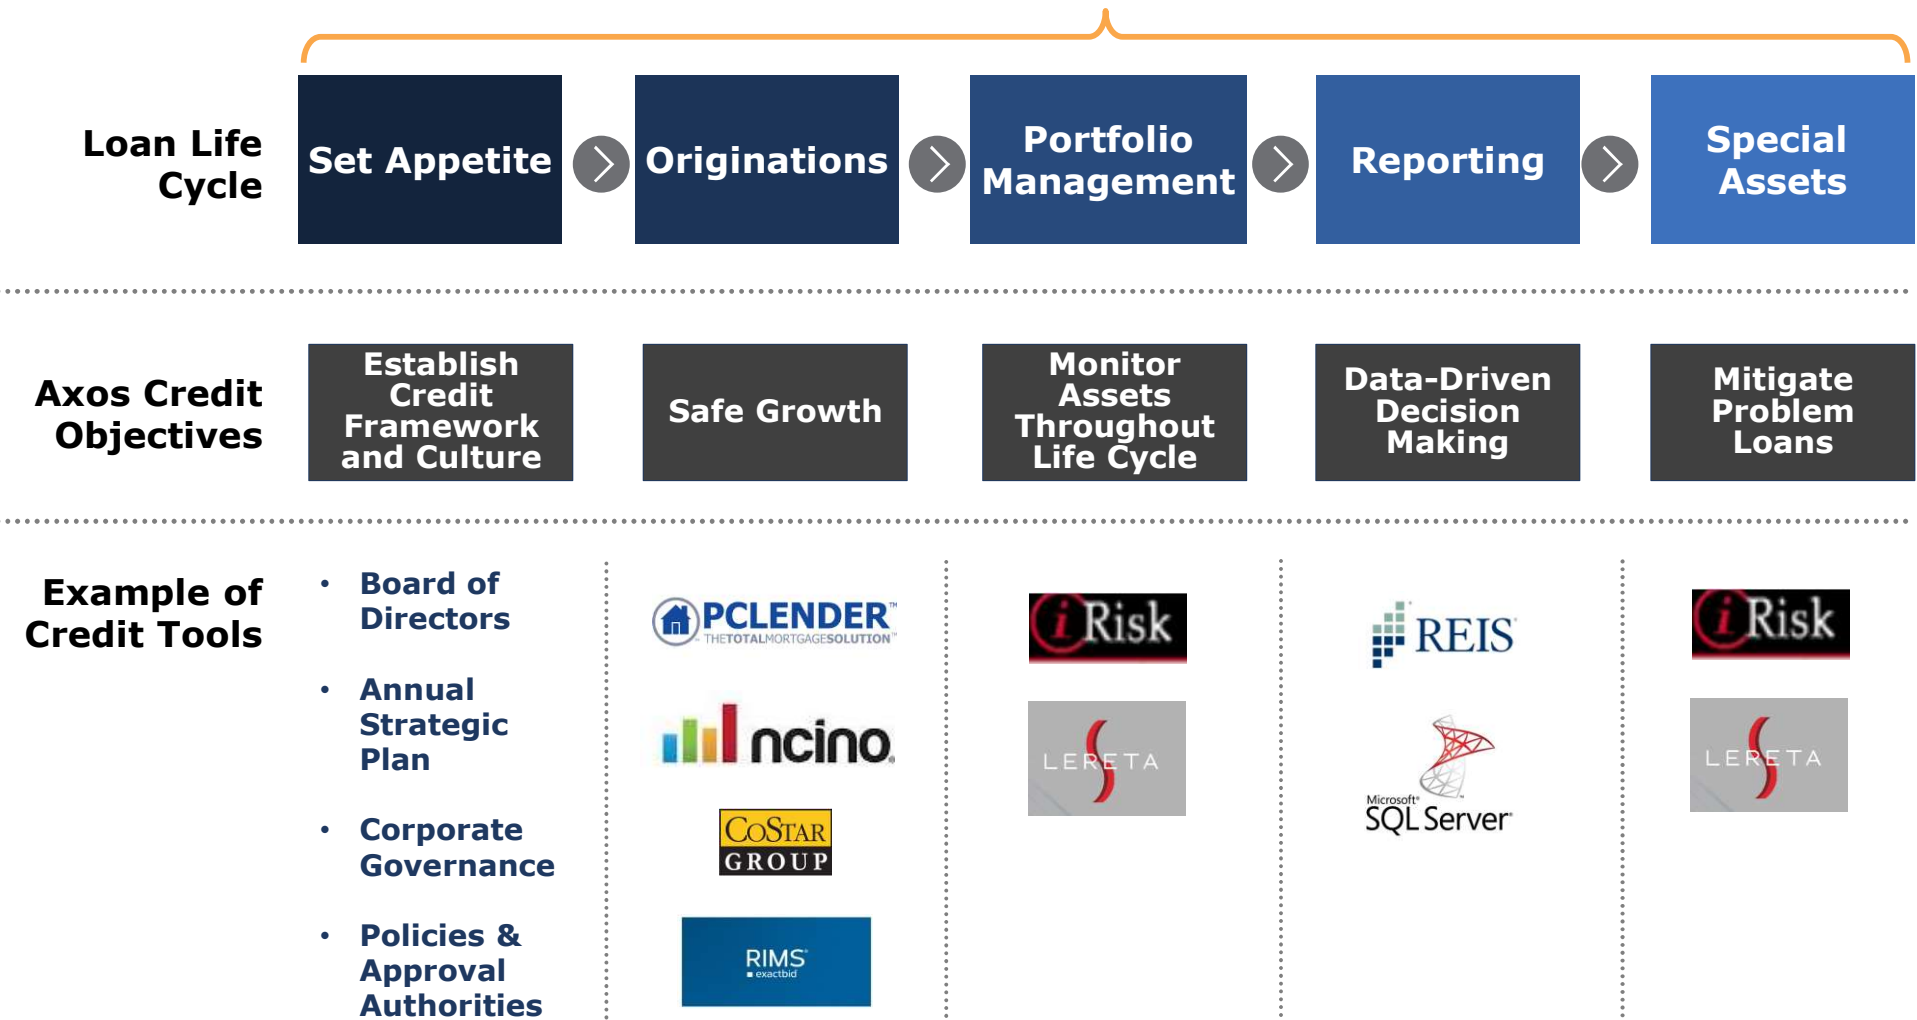 Loan Life
Cycle
Set Appetite
Originations
Portfolio
Management
Reporting
Special
Assets
Axos Credit
Objectives
Establish
Credit
Framework
and Culture
Safe Growth
Monitor
Assets
Throughout
Life Cycle
Data-Driven
Decision
Making
Mitigate
Problem
Loans
Example of
Credit Tools
• Board of
Directors
• Annual
Strategic
Plan
• Corporate
Governance
• Policies &
Approval
Authorities
PCLENDER™
THETOTALMORTGAGESOLUTION™
ncino®
COSTAR
GROUP
RIMS®
exactbid
iRisk
LERETA
REIS
Microsoft®
SQL Server®
iRisk
LERETA